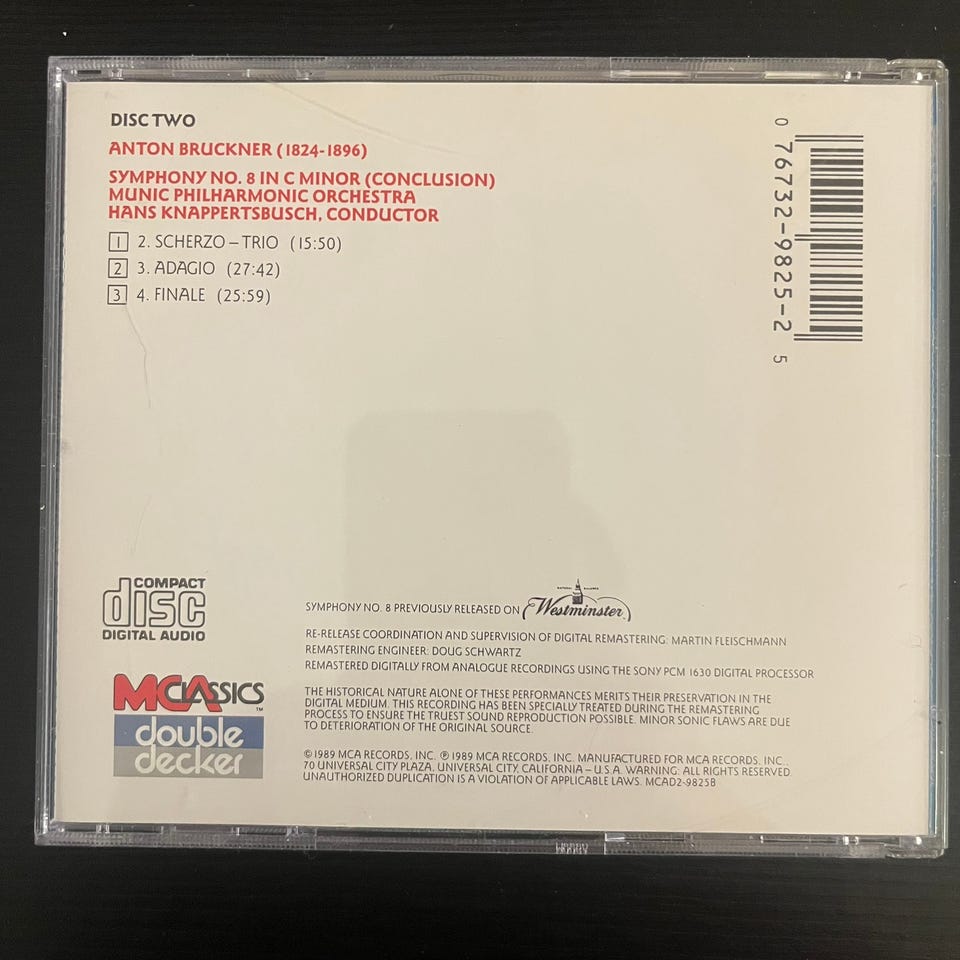 DISC TWO
ANTON BRUCKNER (1824-1896)
SYMPHONY NO. 8 IN C MINOR (CONCLUSION)
MUNIC PHILHARMONIC ORCHESTRA
HANS KNAPPERTSBUSCH, CONDUCTOR
1 2. SCHERZO – TRIO (15:50)
2 3. ADAGIO (27:42)
3 4. FINALE (25:59)
0 76732-9825-2 5
COMPACT
disc
DIGITAL AUDIO
MCA CLASSICS™
double
decker
SYMPHONY NO. 8 PREVIOUSLY RELEASED ON Westminster
RE-RELEASE COORDINATION AND SUPERVISION OF DIGITAL REMASTERING: MARTIN FLEISCHMANN
REMASTERING ENGINEER: DOUG SCHWARTZ
REMASTERED DIGITALLY FROM ANALOGUE RECORDINGS USING THE SONY PCM 1630 DIGITAL PROCESSOR
THE HISTORICAL NATURE ALONE OF THESE PERFORMANCES MERITS THEIR PRESERVATION IN THE
DIGITAL MEDIUM. THIS RECORDING HAS BEEN SPECIALLY TREATED DURING THE REMASTERING
PROCESS TO ENSURE THE TRUEST SOUND REPRODUCTION POSSIBLE. MINOR SONIC FLAWS ARE DUE
TO DETERIORATION OF THE ORIGINAL SOURCE.
© 1989 MCA RECORDS, INC. ℗ 1989 MCA RECORDS, INC. MANUFACTURED FOR MCA RECORDS, INC.,
70 UNIVERSAL CITY PLAZA, UNIVERSAL CITY, CALIFORNIA – U.S.A. WARNING: ALL RIGHTS RESERVED.
UNAUTHORIZED DUPLICATION IS A VIOLATION OF APPLICABLE LAWS. MCAD2-9825B